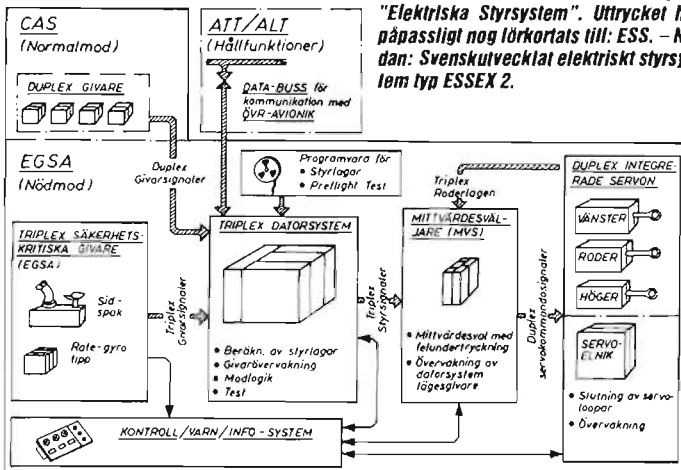 "Elektriska Styrsystem". Uttrycket h
påpassligt nog förkortats till: ESS. – N
dan: Svenskutvecklat elektriskt styrsy
tem typ ESSEX 2.
CAS
(Normalmod)
DUPLEX GIVARE
ATT/ALT
(Hållfunktioner)
DATA-BUSS för
kommunikation med
ÖVR-AVIONIK
EGSA
(Nödmod)
Duplex
Givarsignaler
Programvara för
• Styrlagar
• Preflight Test
Triplex
Roderlägen
DUPLEX INTEGRE-
RADE SERVON
VÄNSTER
RODER
HÖGER
SERVO-
ELNIK
• Slutning av servo-
loopar
• Övervakning
TRIPLEX SÄKERHETS-
KRITISKA GIVARE
(EGSA)
Sid-
spak
Rate-gyro
tipp
Triplex
Givarsignaler
TRIPLEX DATORSYSTEM
• Beräkn. av styrlagar
• Givarövervakning
• Modlogik
• Test
Triplex
Styrsignaler
MITTVÄRDESVÄL-
JARE (MVS)
• Mittvärdesval med
felundertryckning
• Övervakning av
datorsystem
lägesgivare
Duplex
servokommandosignaler
KONTROLL/VARN/INFO-SYSTEM